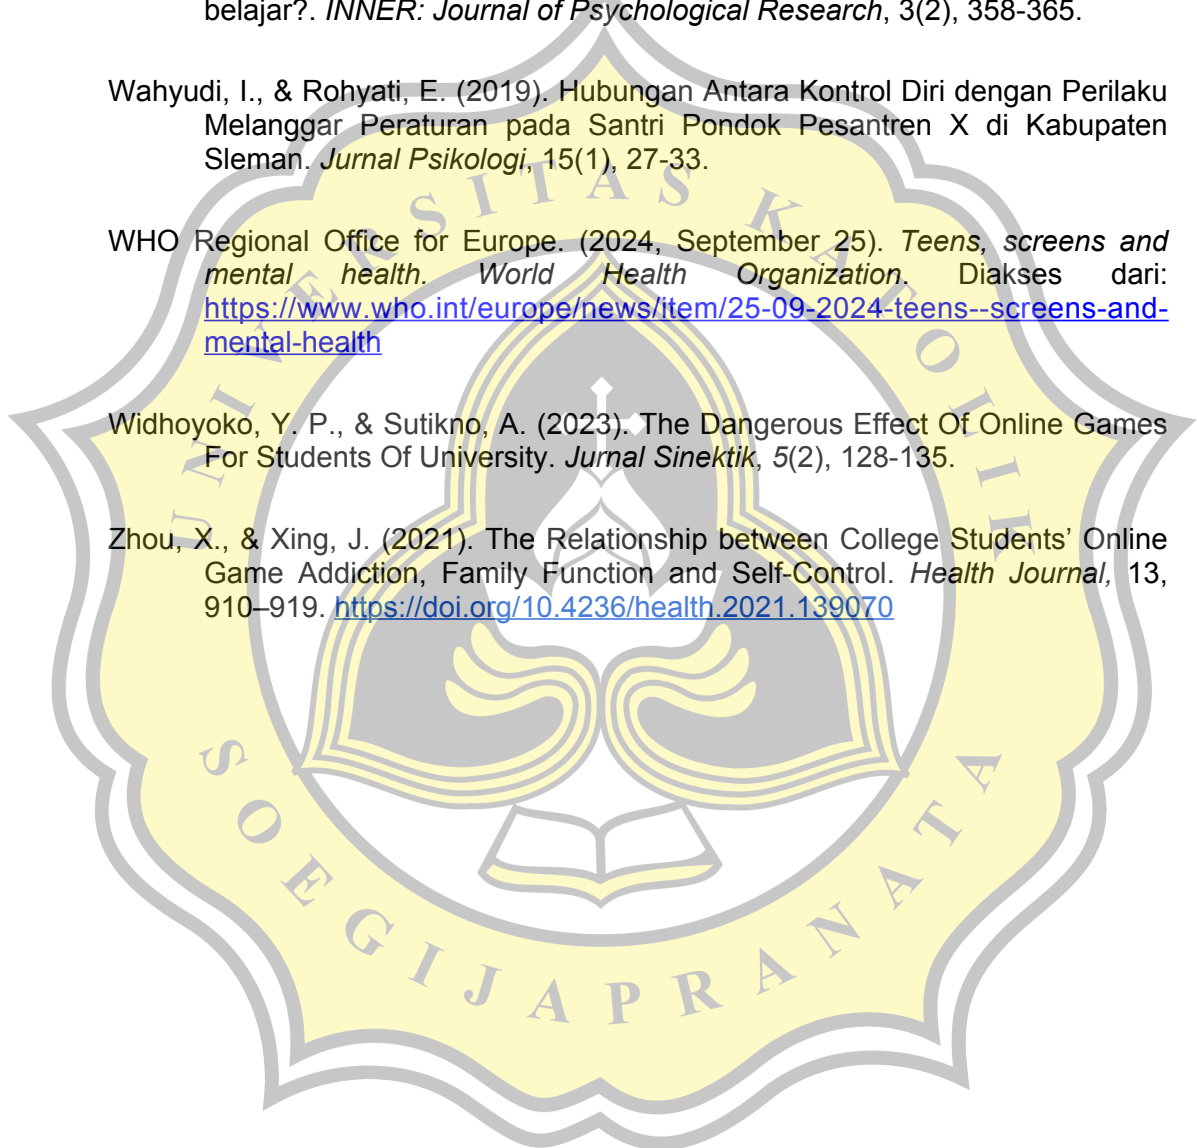 belajar?. INNER: Journal of Psychological Research, 3(2), 358-365.
Wahyudi, I., & Rohyati, E. (2019). Hubungan Antara Kontrol Diri dengan Perilaku
Melanggar Peraturan pada Santri Pondok Pesantren X di Kabupaten
Sleman. Jurnal Psikologi, 15(1), 27-33.
WHO Regional Office for Europe. (2024, September 25). Teens, screens and
mental health. World Health Organization. Diakses dari:
https://www.who.int/europe/news/item/25-09-2024-teens--screens-and-
mental-health
Widhoyoko, Y. P., & Sutikno, A. (2023). The Dangerous Effect Of Online Games
For Students Of University. Jurnal Sinektik, 5(2), 128-135.
Zhou, X., & Xing, J. (2021). The Relationship between College Students’ Online
Game Addiction, Family Function and Self-Control. Health Journal, 13,
910–919. https://doi.org/10.4236/health.2021.139070
UNIVERSITAS KATOLIK
SOEGIJAPRANATA